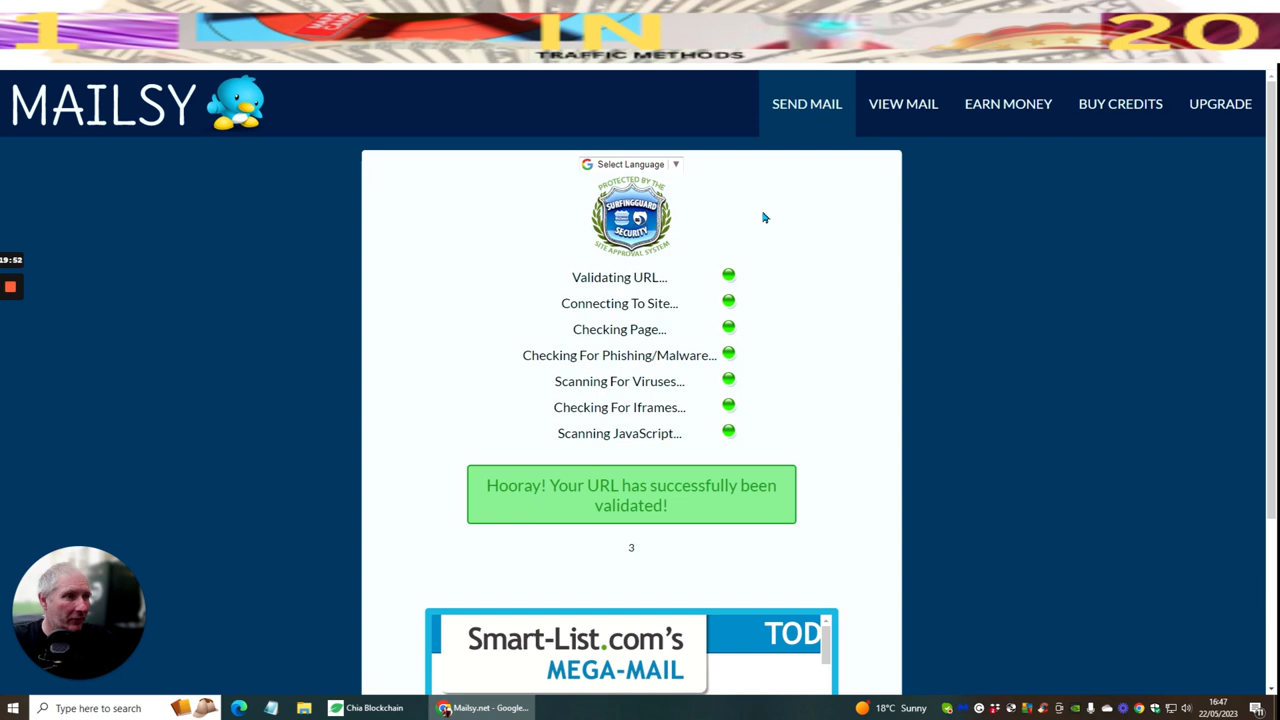 1 IN 20
TRAFFIC METHODS
MAILSY
SEND MAIL VIEW MAIL EARN MONEY BUY CREDITS UPGRADE
Select Language ▼
PROTECTED BY THE
SURFINGGUARD
SECURITY
SITE APPROVAL SYSTEM
19:52
Validating URL...
Connecting To Site...
Checking Page...
Checking For Phishing/Malware...
Scanning For Viruses...
Checking For Iframes...
Scanning JavaScript...
Hooray! Your URL has successfully been
validated!
3
Smart-List.com's
MEGA-MAIL
TOD
Type here to search
Chia Blockchain
Mailsy.net - Google...
18°C Sunny
16:47
22/05/2023